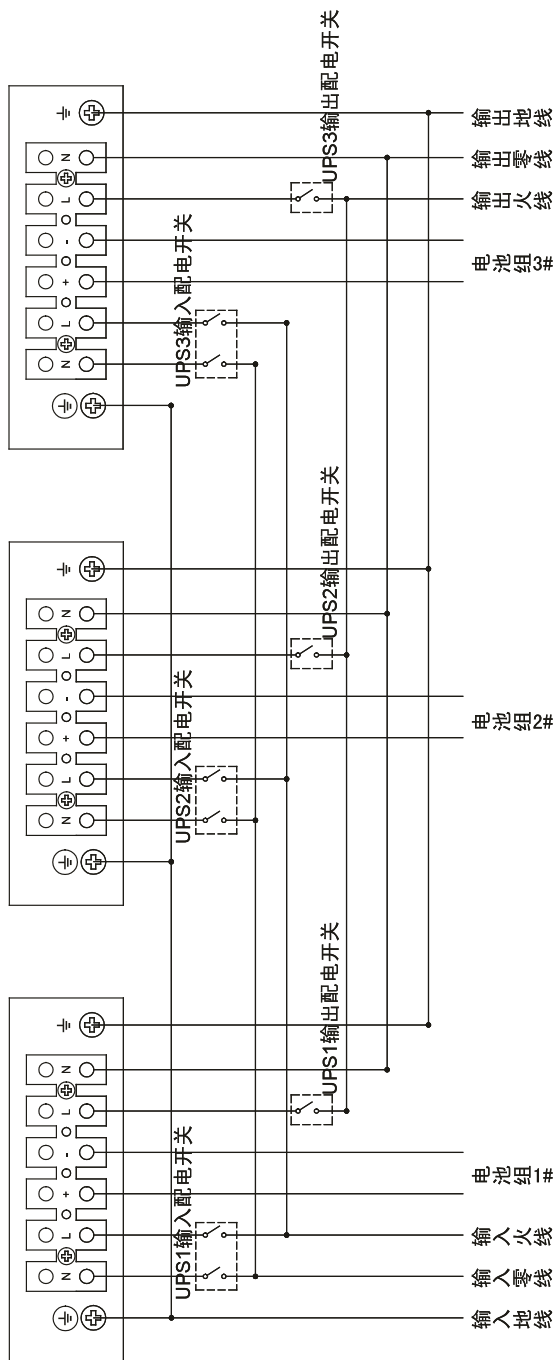 N L + - L N
N L + - L N
N L + - L N
UPS1输入配电开关
UPS2输入配电开关
UPS3输入配电开关
UPS1输出配电开关
UPS2输出配电开关
UPS3输出配电开关
输入地线
输入零线
输入火线
电池组1#
电池组2#
电池组3#
输出火线
输出零线
输出地线